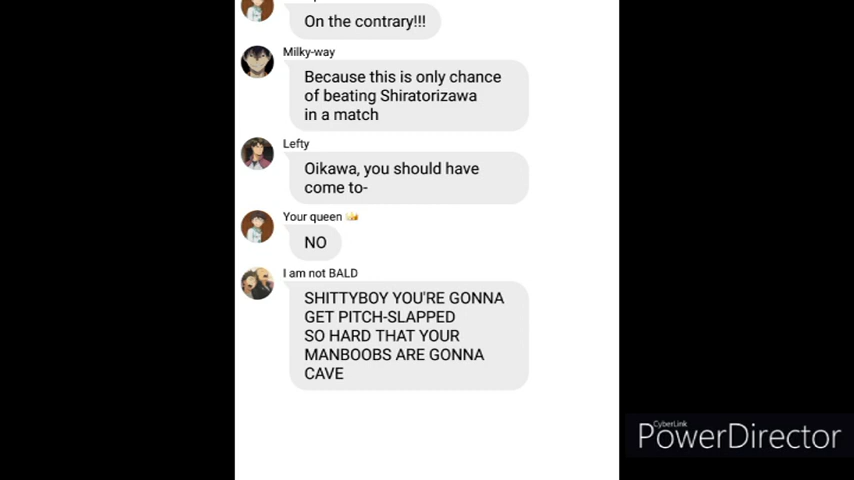 On the contrary!!!
Milky-way
Because this is only chance
of beating Shiratorizawa
in a match
Lefty
Oikawa, you should have
come to-
Your queen 👑
NO
I am not BALD
SHITTYBOY YOU'RE GONNA
GET PITCH-SLAPPED
SO HARD THAT YOUR
MANBOOBS ARE GONNA
CAVE
CyberLink
PowerDirector